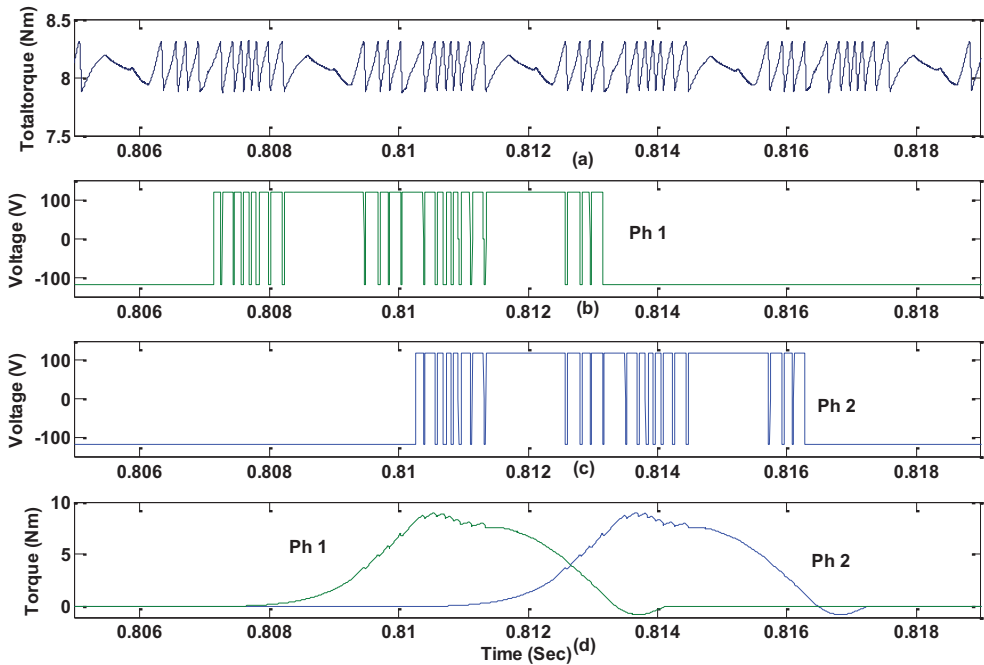 Totaltorque (Nm)
8.5
8
7.5
0.806 0.808 0.81 0.812 0.814 0.816 0.818
(a)
Voltage (V)
100
0
-100
Ph 1
0.806 0.808 0.81 0.812 0.814 0.816 0.818
(b)
Voltage (V)
100
0
-100
Ph 2
0.806 0.808 0.81 0.812 0.814 0.816 0.818
(c)
Torque (Nm)
10
5
0
Ph 1
Ph 2
0.806 0.808 0.81 0.812 0.814 0.816 0.818
Time (Sec)
(d)